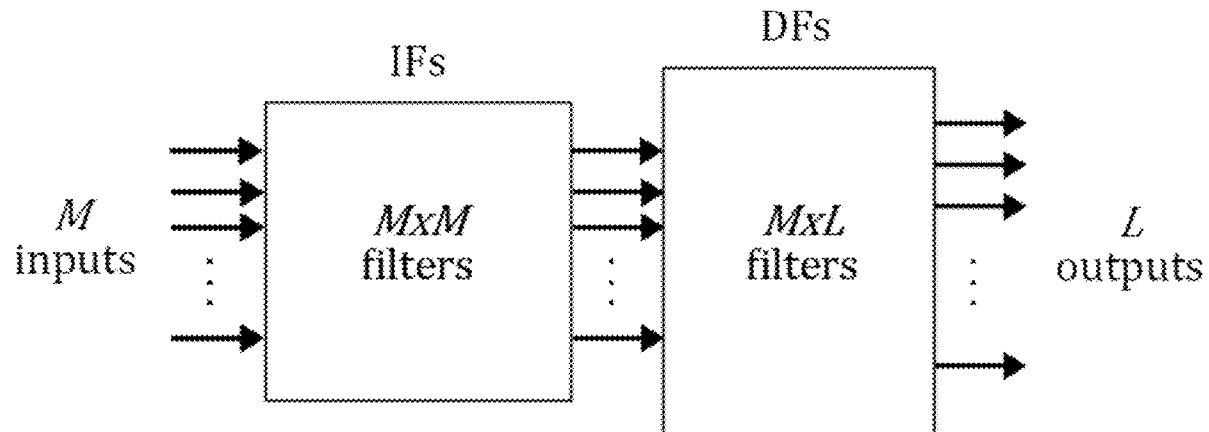 IFs
DFs
M
inputs
MxM
filters
MxL
filters
L
outputs